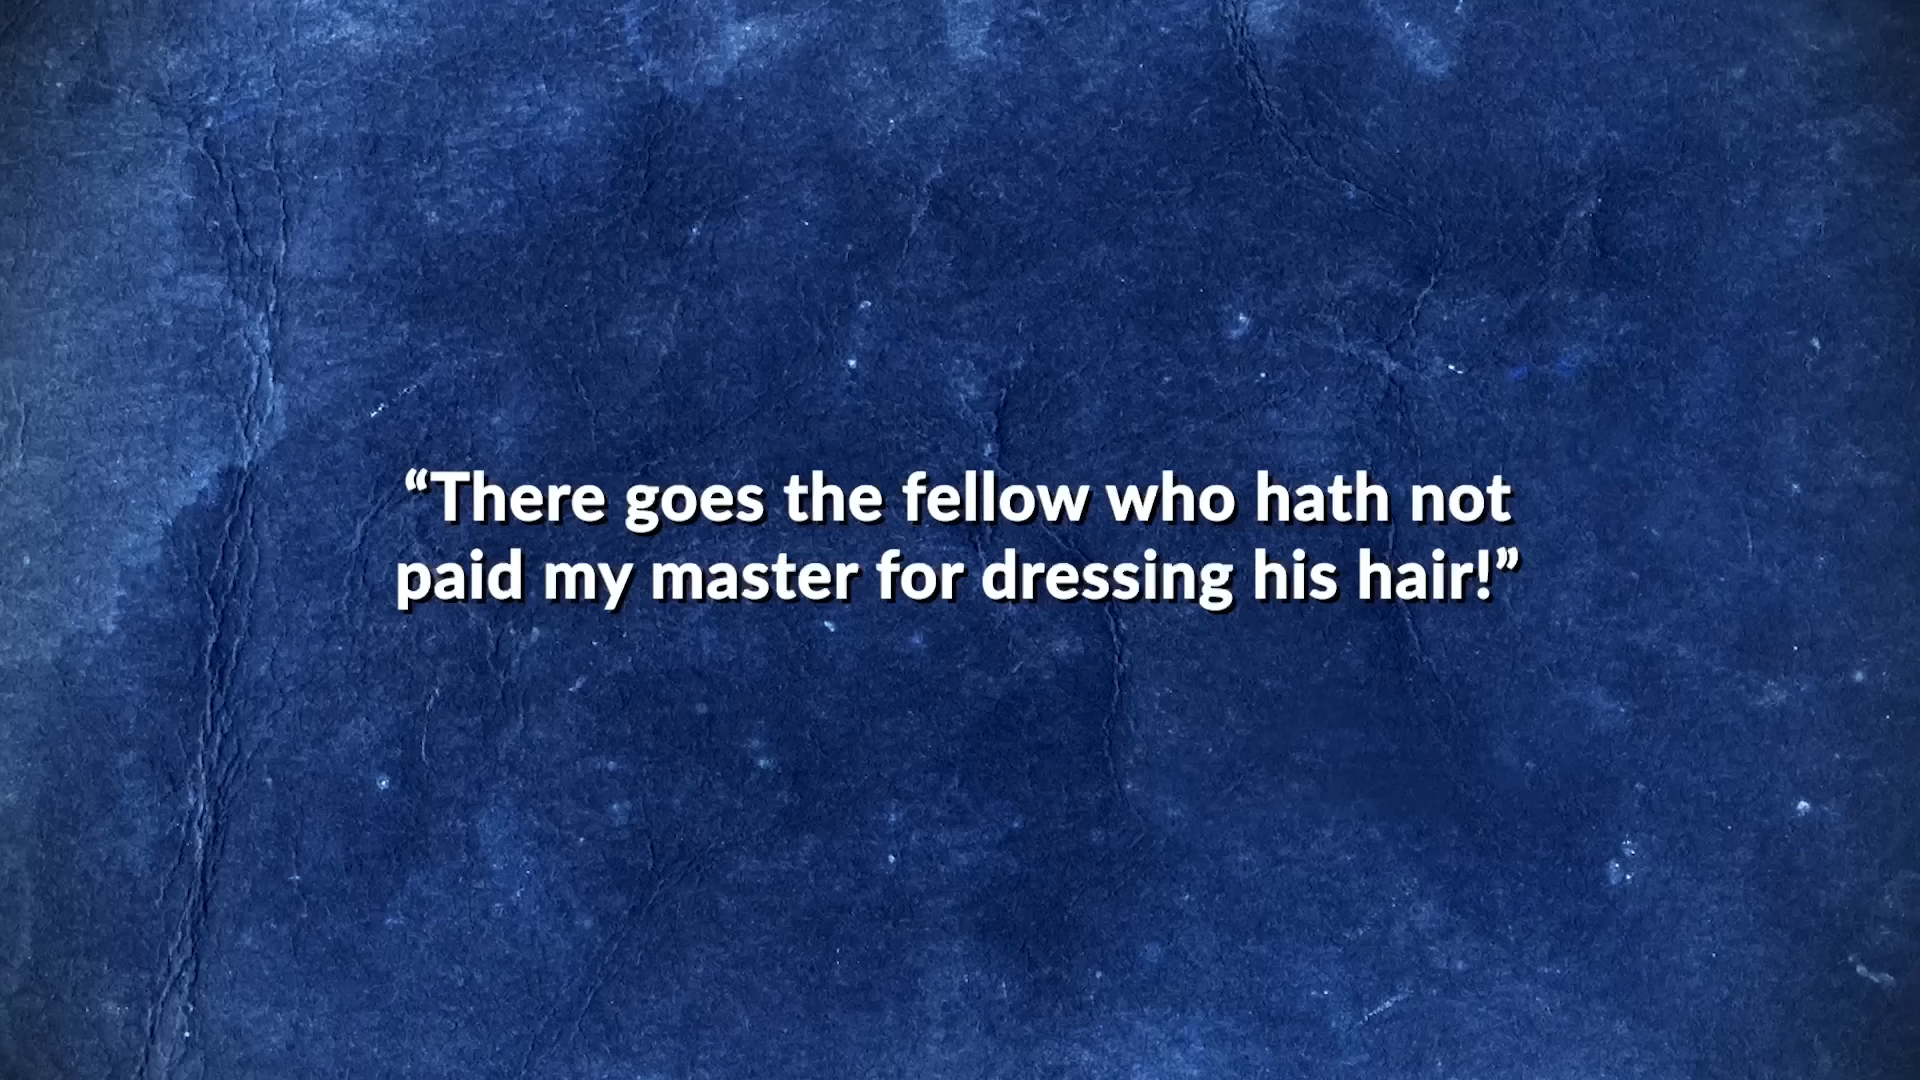 “There goes the fellow who hath not
paid my master for dressing his hair!”